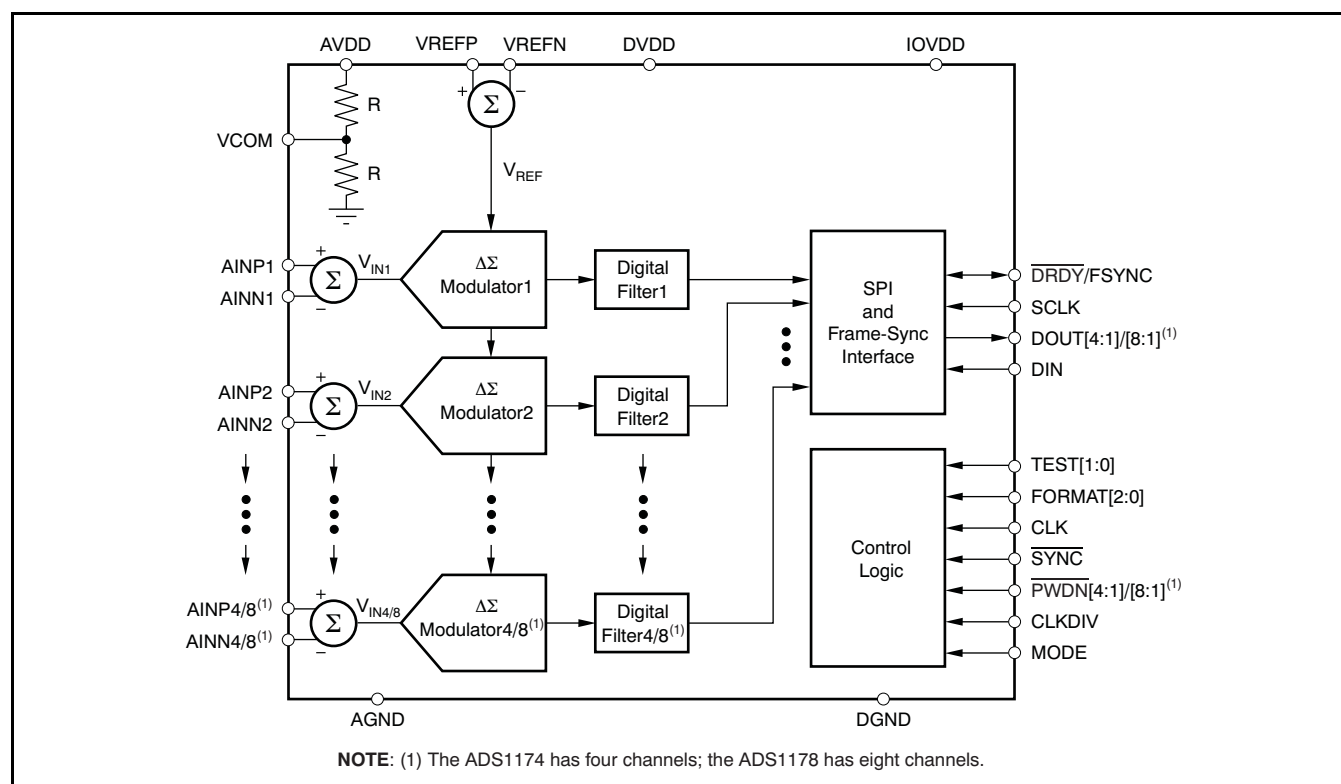 AVDD
VREFP
VREFN
DVDD
IOVDD
R
+
Σ
−
VCOM
R
VREF
AINP1
AINN1
+
Σ
−
VIN1
ΔΣ
Modulator1
Digital
Filter1
SPI
and
Frame-Sync
Interface
DRDY/FSYNC
SCLK
DOUT[4:1]/[8:1](1)
DIN
AINP2
AINN2
+
Σ
−
VIN2
ΔΣ
Modulator2
Digital
Filter2
Control
Logic
TEST[1:0]
FORMAT[2:0]
CLK
SYNC
PWDN[4:1]/[8:1](1)
CLKDIV
MODE
AINP4/8(1)
AINN4/8(1)
+
Σ
−
VIN4/8
ΔΣ
Modulator4/8(1)
Digital
Filter4/8(1)
AGND
DGND
NOTE: (1) The ADS1174 has four channels; the ADS1178 has eight channels.